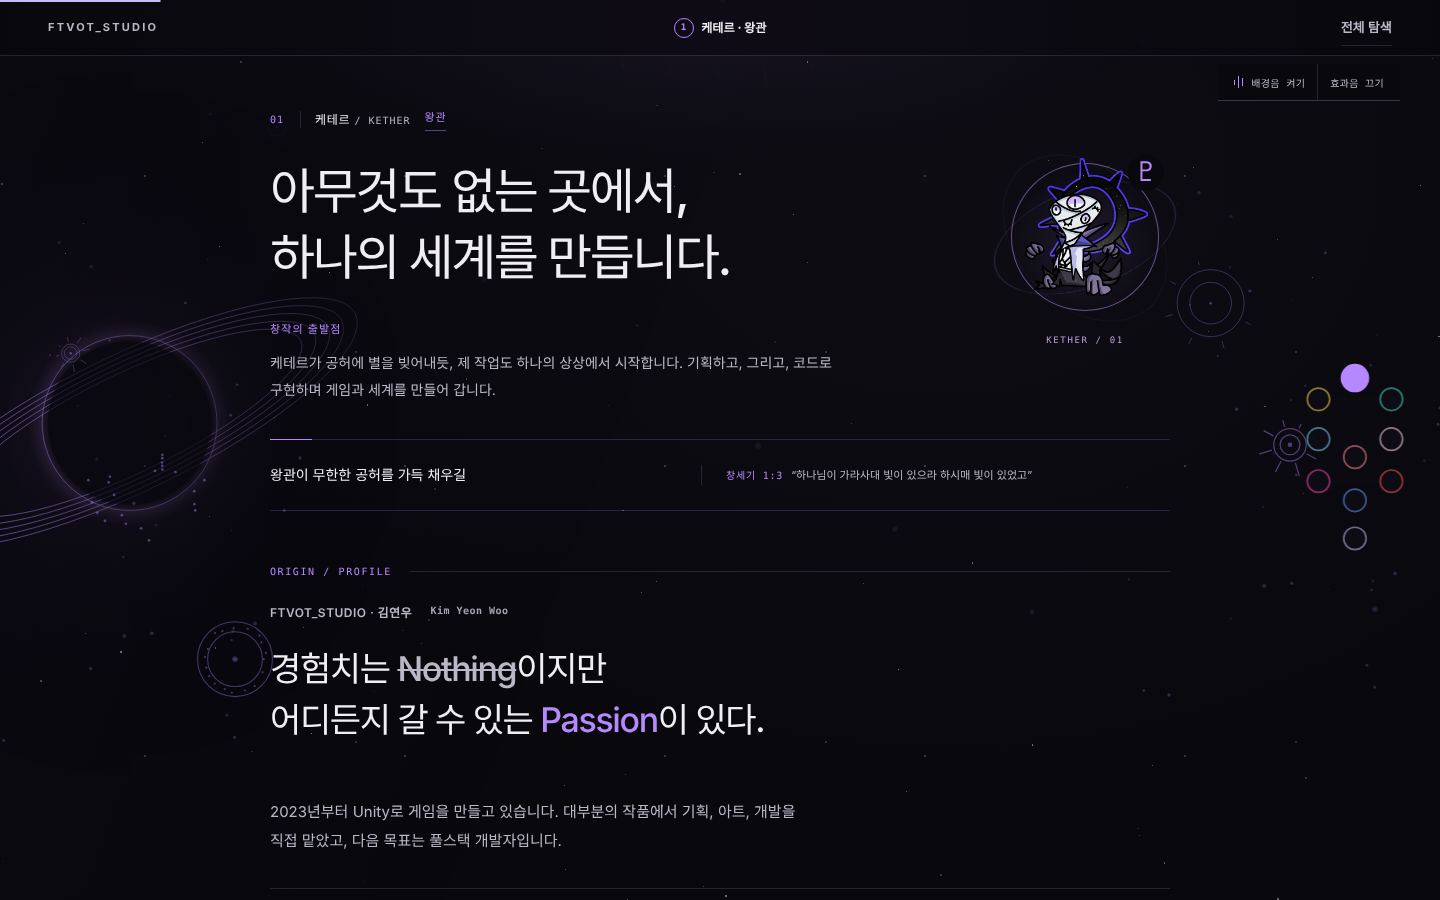 FTVOT_STUDIO
1 케테르 · 왕관
전체 탐색
배경음 켜기
효과음 끄기
01 케테르 / KETHER 왕관
아무것도 없는 곳에서,
하나의 세계를 만듭니다.
KETHER / 01
창작의 출발점
케테르가 공허에 별을 빚어내듯, 제 작업도 하나의 상상에서 시작합니다. 기획하고, 그리고, 코드로
구현하며 게임과 세계를 만들어 갑니다.
왕관이 무한한 공허를 가득 채우길
창세기 1:3 “하나님이 가라사대 빛이 있으라 하시매 빛이 있었고”
ORIGIN / PROFILE
FTVOT_STUDIO · 김연우 Kim Yeon Woo
경험치는 Nothing이지만
어디든지 갈 수 있는 Passion이 있다.
2023년부터 Unity로 게임을 만들고 있습니다. 대부분의 작품에서 기획, 아트, 개발을
직접 맡았고, 다음 목표는 풀스택 개발자입니다.